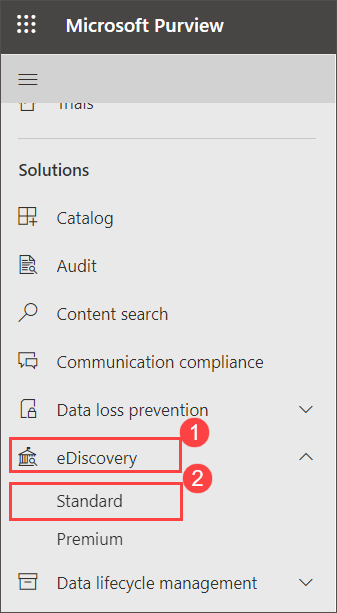 Microsoft Purview
Trials
Solutions
Catalog
Audit
Content search
Communication compliance
Data loss prevention
1
eDiscovery
2
Standard
Premium
Data lifecycle management